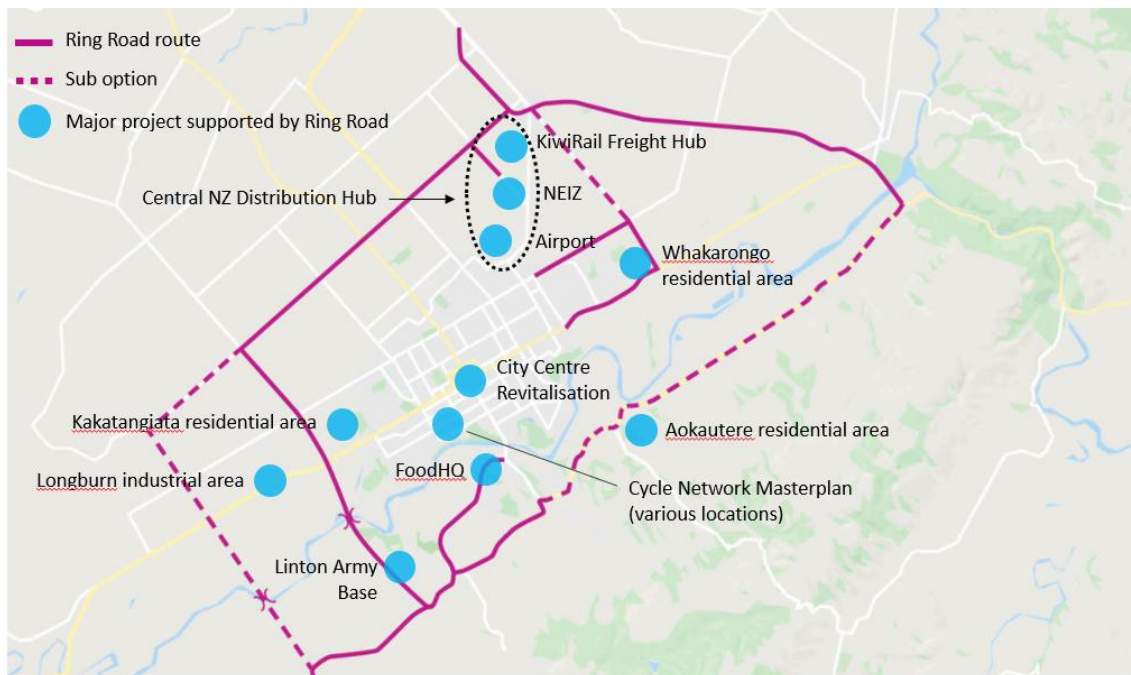 Ring Road route
Sub option
Major project supported by Ring Road
KiwiRail Freight Hub
Central NZ Distribution Hub
NEIZ
Airport
Whakarongo
residential area
City Centre
Revitalisation
Kakatangiata residential area
Aokautere residential area
Longburn industrial area
FoodHQ
Cycle Network Masterplan
(various locations)
Linton Army
Base